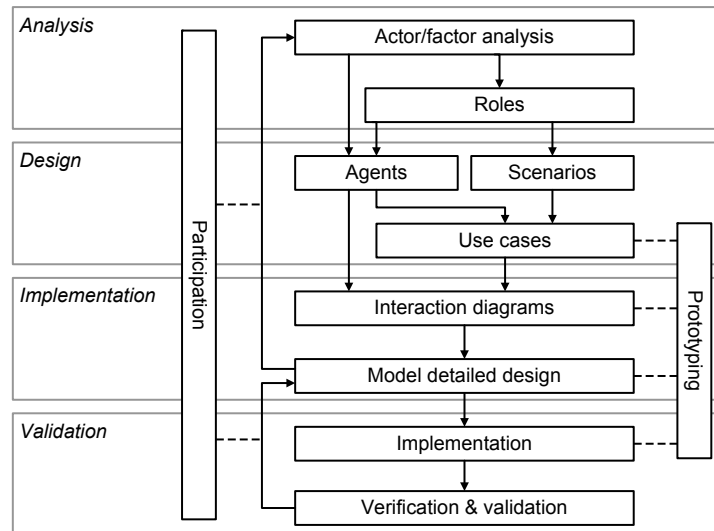 Analysis
Actor/factor analysis
Roles
Design
Agents
Scenarios
Use cases
Participation
Prototyping
Implementation
Interaction diagrams
Model detailed design
Validation
Implementation
Verification & validation